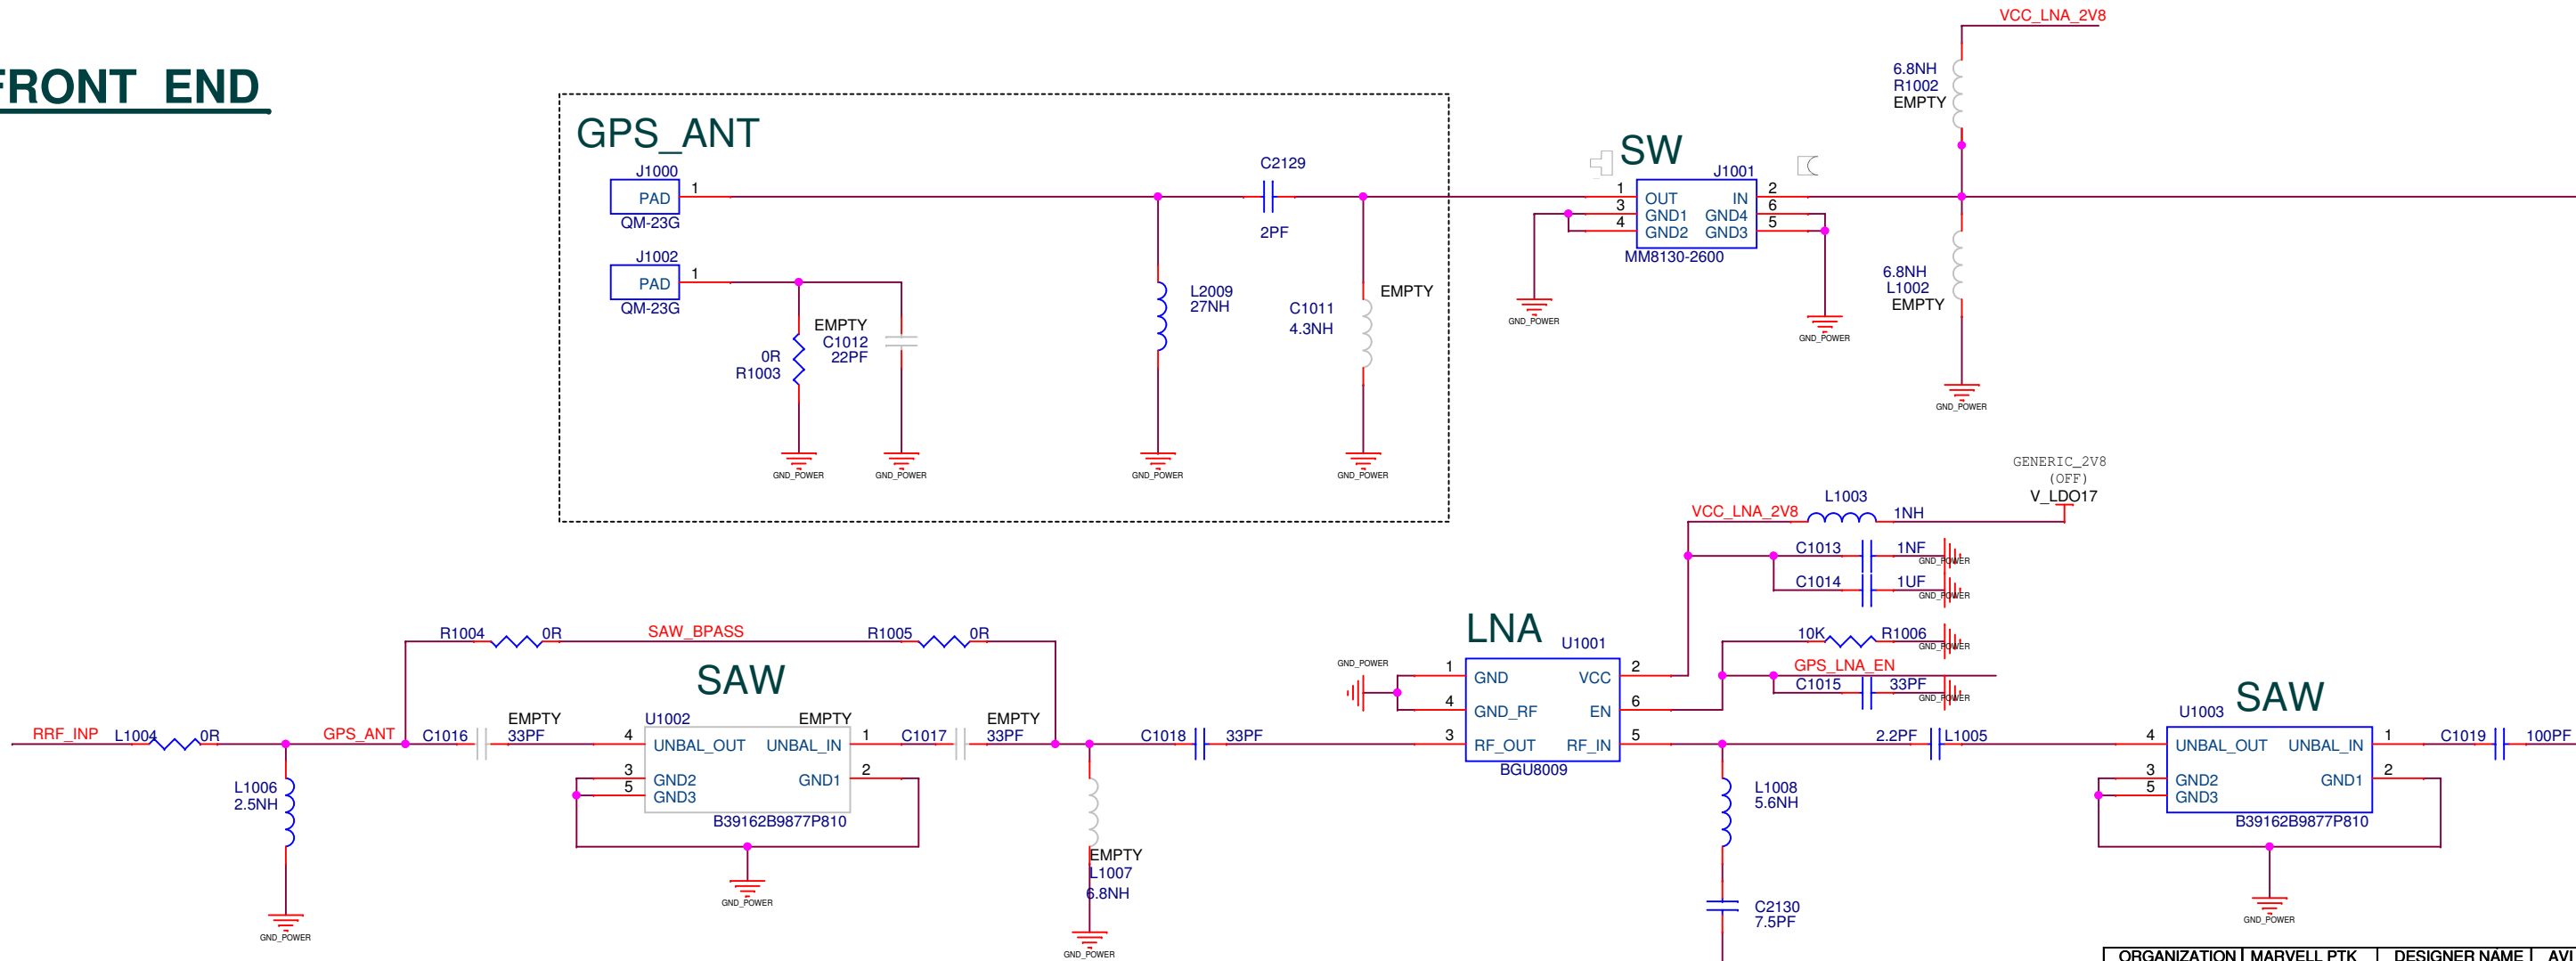 FRONT END
VCC_LNA_2V8
6.8NH
R1002
EMPTY
GPS_ANT
J1000
PAD
1
QM-23G
J1002
PAD
1
QM-23G
EMPTY
C1012
22PF
0R
R1003
GND_POWER
GND_POWER
C2129
2PF
L2009
27NH
GND_POWER
EMPTY
C1011
4.3NH
GND_POWER
SW
J1001
1 OUT IN 2
3 GND1 GND4 6
4 GND2 GND3 5
MM8130-2600
GND_POWER
GND_POWER
6.8NH
L1002
EMPTY
GND_POWER
GENERIC_2V8
(OFF)
V_LDO17
L1003
VCC_LNA_2V8
1NH
C1013 1NF GND_POWER
C1014 1UF GND_POWER
10K R1006 GND_POWER
GPS_LNA_EN
C1015 33PF GND_POWER
R1004 0R SAW_BPASS R1005 0R
SAW
RRF_INP L1004 0R GPS_ANT C1016 EMPTY
33PF
L1006
2.5NH
GND_POWER
U1002 EMPTY
4 UNBAL_OUT UNBAL_IN 1
3 GND2 GND1 2
5 GND3
B39162B9877P810
GND_POWER
C1017 EMPTY
33PF
EMPTY
L1007
6.8NH
GND_POWER
C1018 33PF
LNA
U1001
GND_POWER
1 GND VCC 2
4 GND_RF EN 6
3 RF_OUT RF_IN 5
BGU8009
2.2PF L1005
L1008
5.6NH
C2130
7.5PF
SAW
U1003
4 UNBAL_OUT UNBAL_IN 1
3 GND2 GND1 2
5 GND3
B39162B9877P810
GND_POWER
C1019 100PF
ORGANIZATION MARVELL PTK DESIGNER NAME AVI